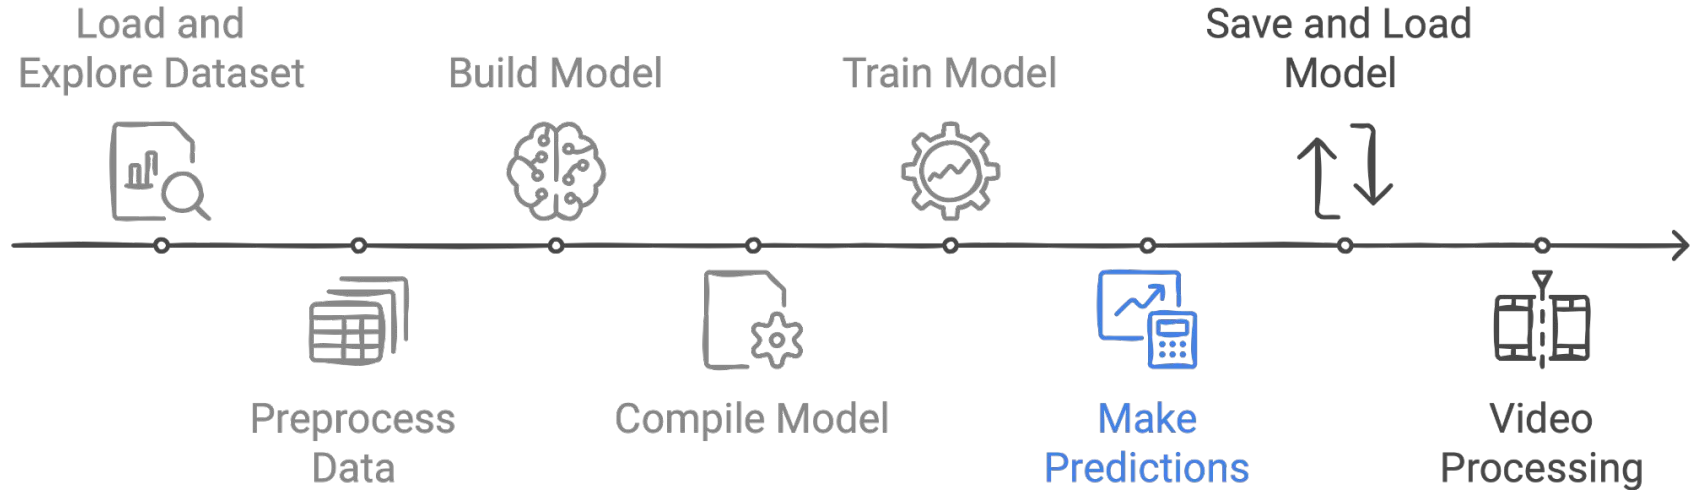 Load and
Explore Dataset
Preprocess
Data
Build Model
Compile Model
Train Model
Make
Predictions
Save and Load
Model
Video
Processing